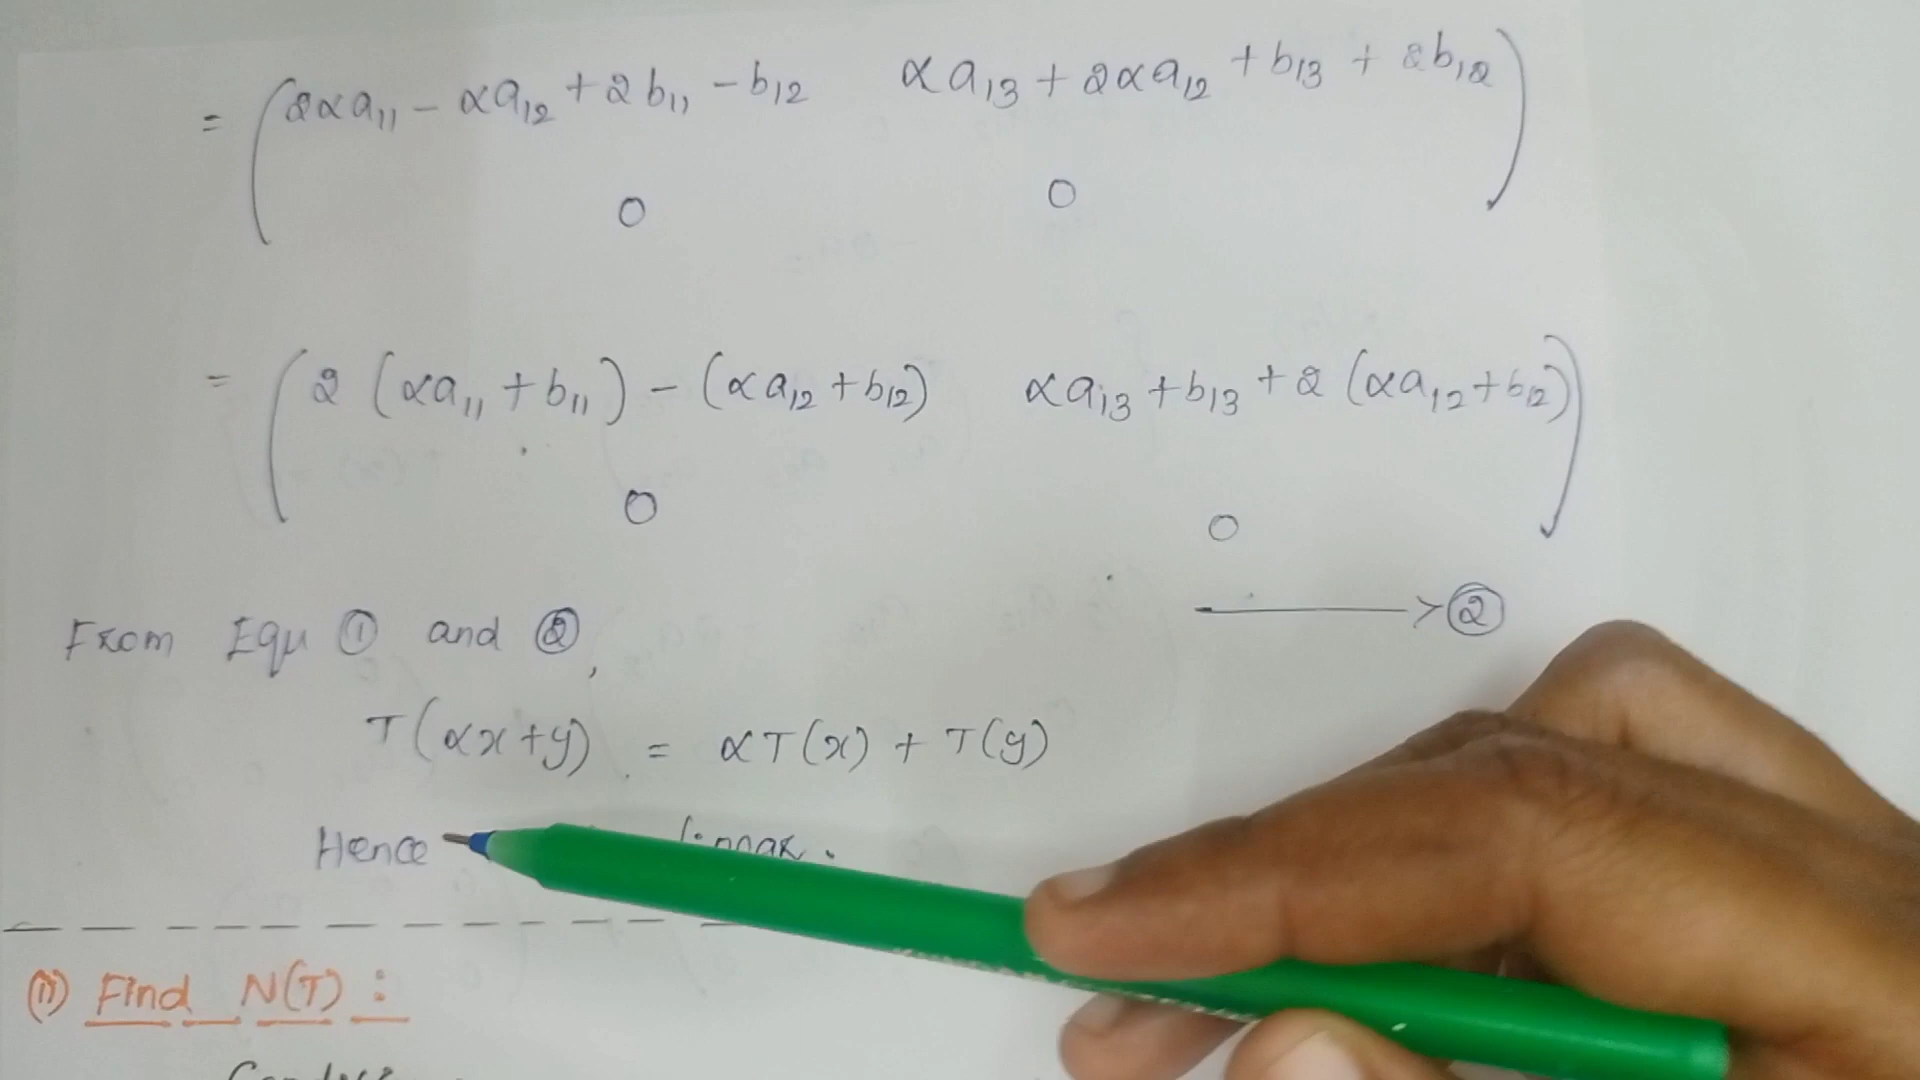 = ( 2αa₁₁ - αa₁₂ + 2b₁₁ - b₁₂   αa₁₃ + 2αa₁₂ + b₁₃ + 2b₁₂ )
0   0
= ( 2 (αa₁₁ + b₁₁) - (αa₁₂ + b₁₂)   αa₁₃ + b₁₃ + 2 (αa₁₂ + b₁₂) )
0   0
→ ②
From Equ ① and ②,
T(αx+y) = αT(x) + T(y)
Hence linear.
(ii) Find N(T) :